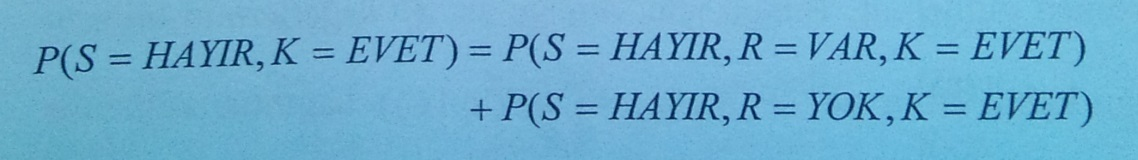 P(S = HAYIR, K = EVET) = P(S = HAYIR, R = VAR, K = EVET)
+ P(S = HAYIR, R = YOK, K = EVET)